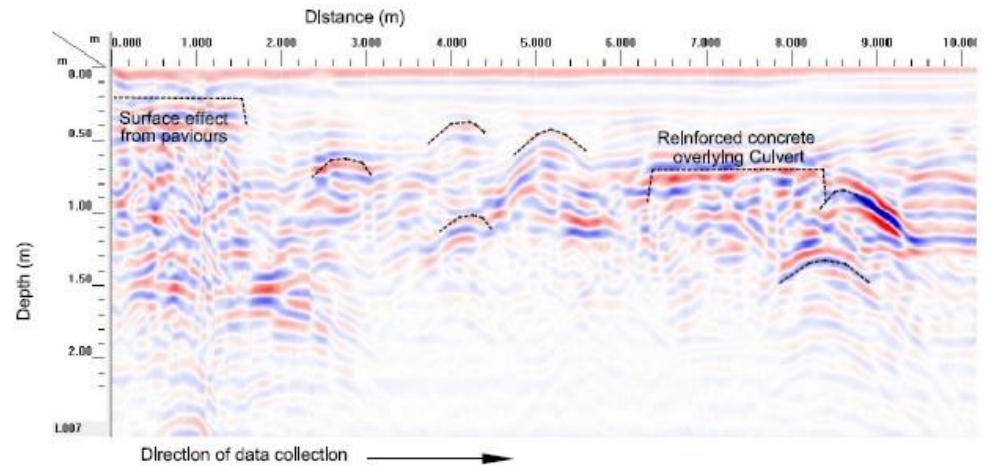 Distance (m)
m 0.000 1.000 2.000 3.000 4.000 5.000 6.000 7.000 8.000 9.000 10.000
m
0.00
Surface effect
from paviours
0.50
Reinforced concrete
overlying Culvert
1.00
Depth (m)
1.50
2.00
L007
Direction of data collection